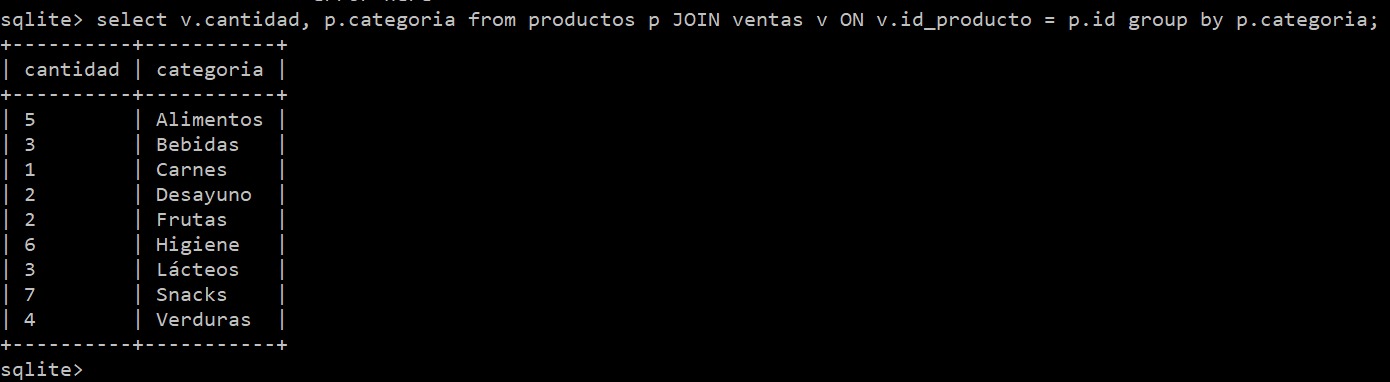 sqlite> select v.cantidad, p.categoria from productos p JOIN ventas v ON v.id_producto = p.id group by p.categoria;
+----------+-----------+
| cantidad | categoria |
+----------+-----------+
| 5        | Alimentos |
| 3        | Bebidas   |
| 1        | Carnes    |
| 2        | Desayuno  |
| 2        | Frutas    |
| 6        | Higiene   |
| 3        | Lácteos   |
| 7        | Snacks    |
| 4        | Verduras  |
+----------+-----------+
sqlite>